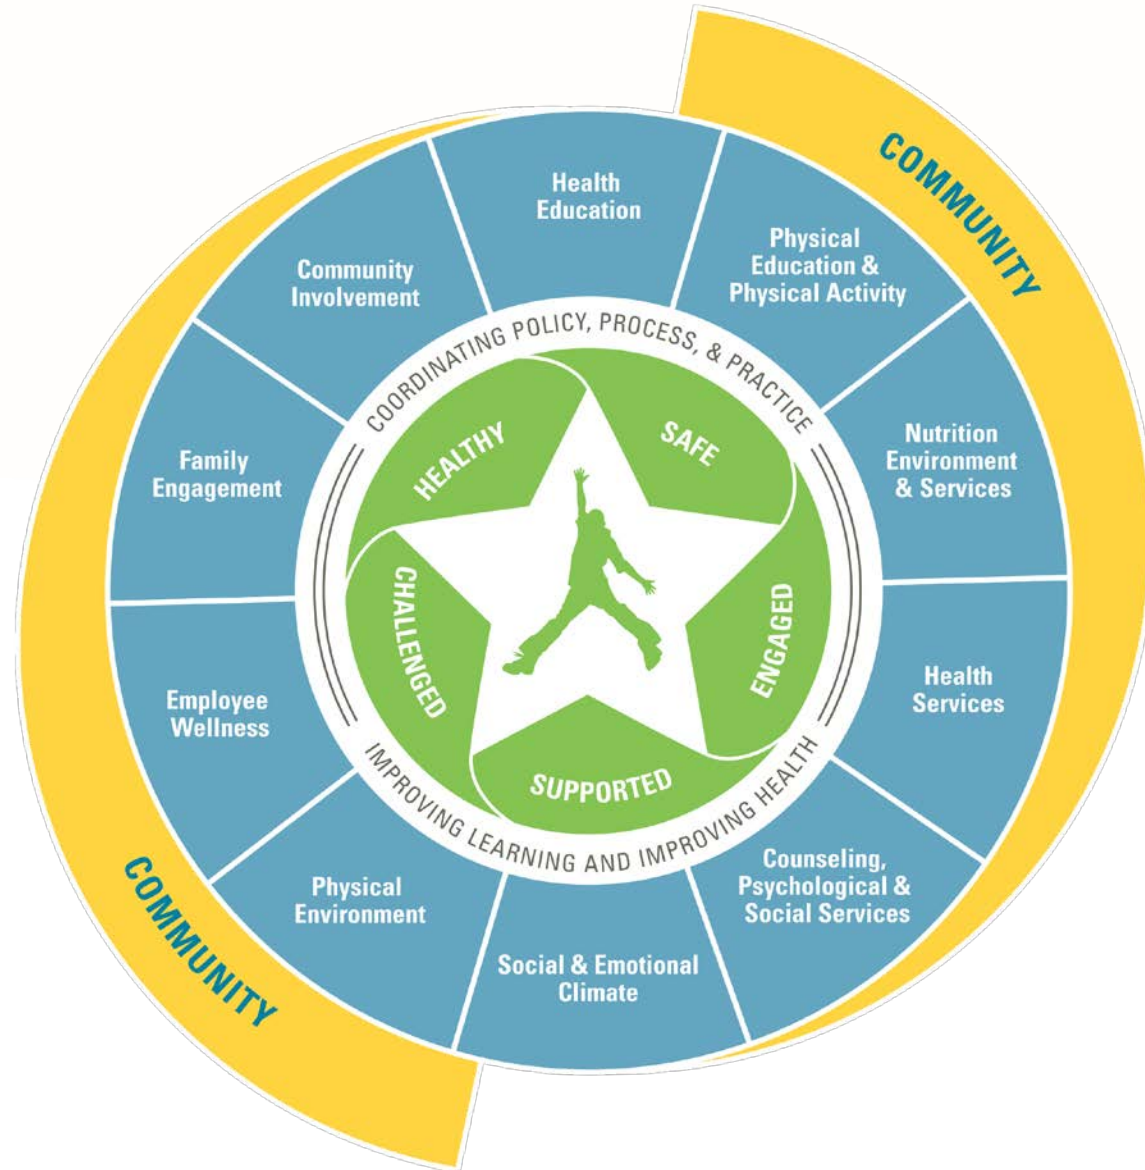 COMMUNITY
Health
Education
Physical
Education &
Physical Activity
Nutrition
Environment
& Services
Health
Services
Counseling,
Psychological &
Social Services
Social & Emotional
Climate
Physical
Environment
Employee
Wellness
Family
Engagement
Community
Involvement
COORDINATING POLICY, PROCESS, & PRACTICE
HEALTHY
SAFE
ENGAGED
SUPPORTED
CHALLENGED
IMPROVING LEARNING AND IMPROVING HEALTH
COMMUNITY